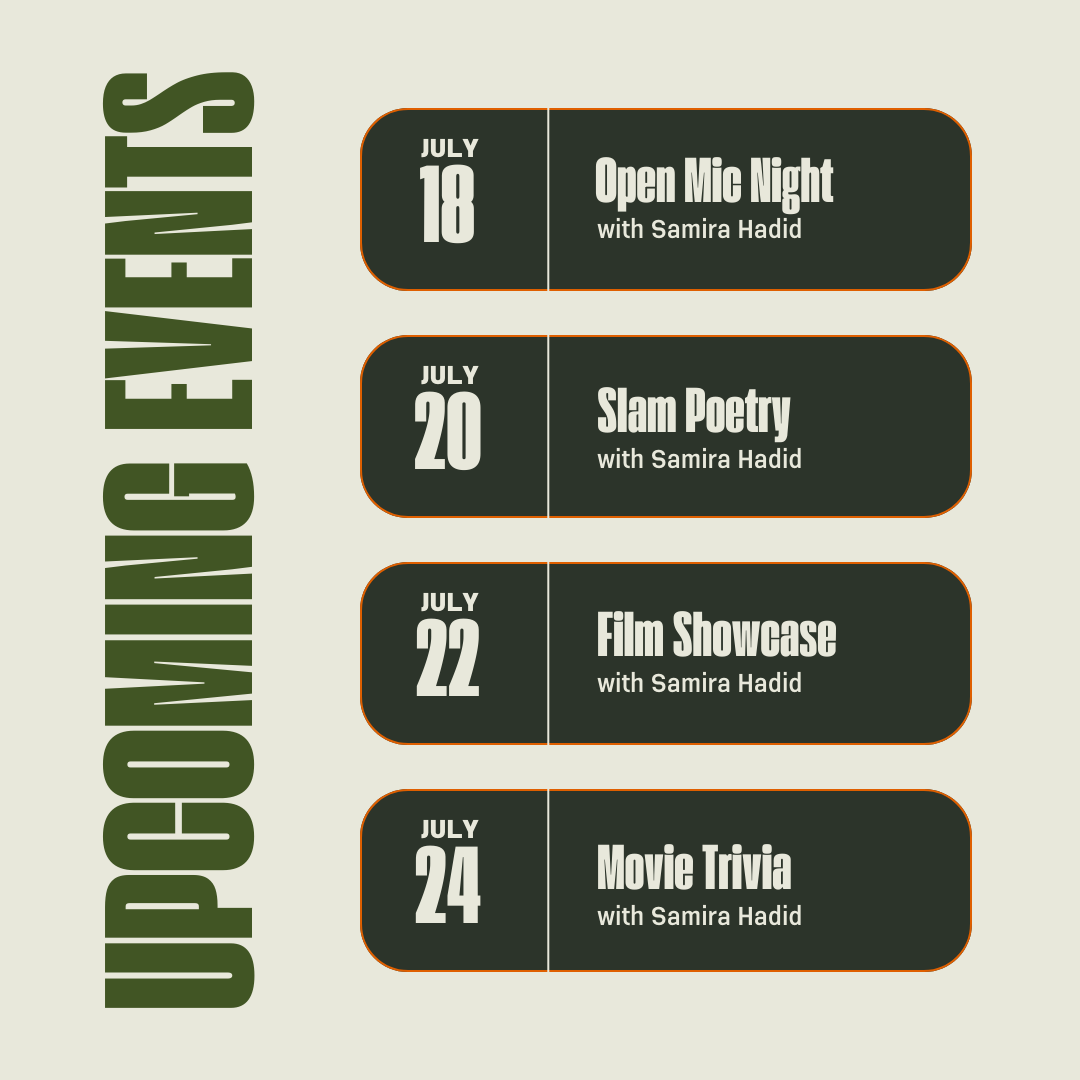 UPCOMING EVENTS
JULY
18
Open Mic Night
with Samira Hadid
JULY
20
Slam Poetry
with Samira Hadid
JULY
22
Film Showcase
with Samira Hadid
JULY
24
Movie Trivia
with Samira Hadid